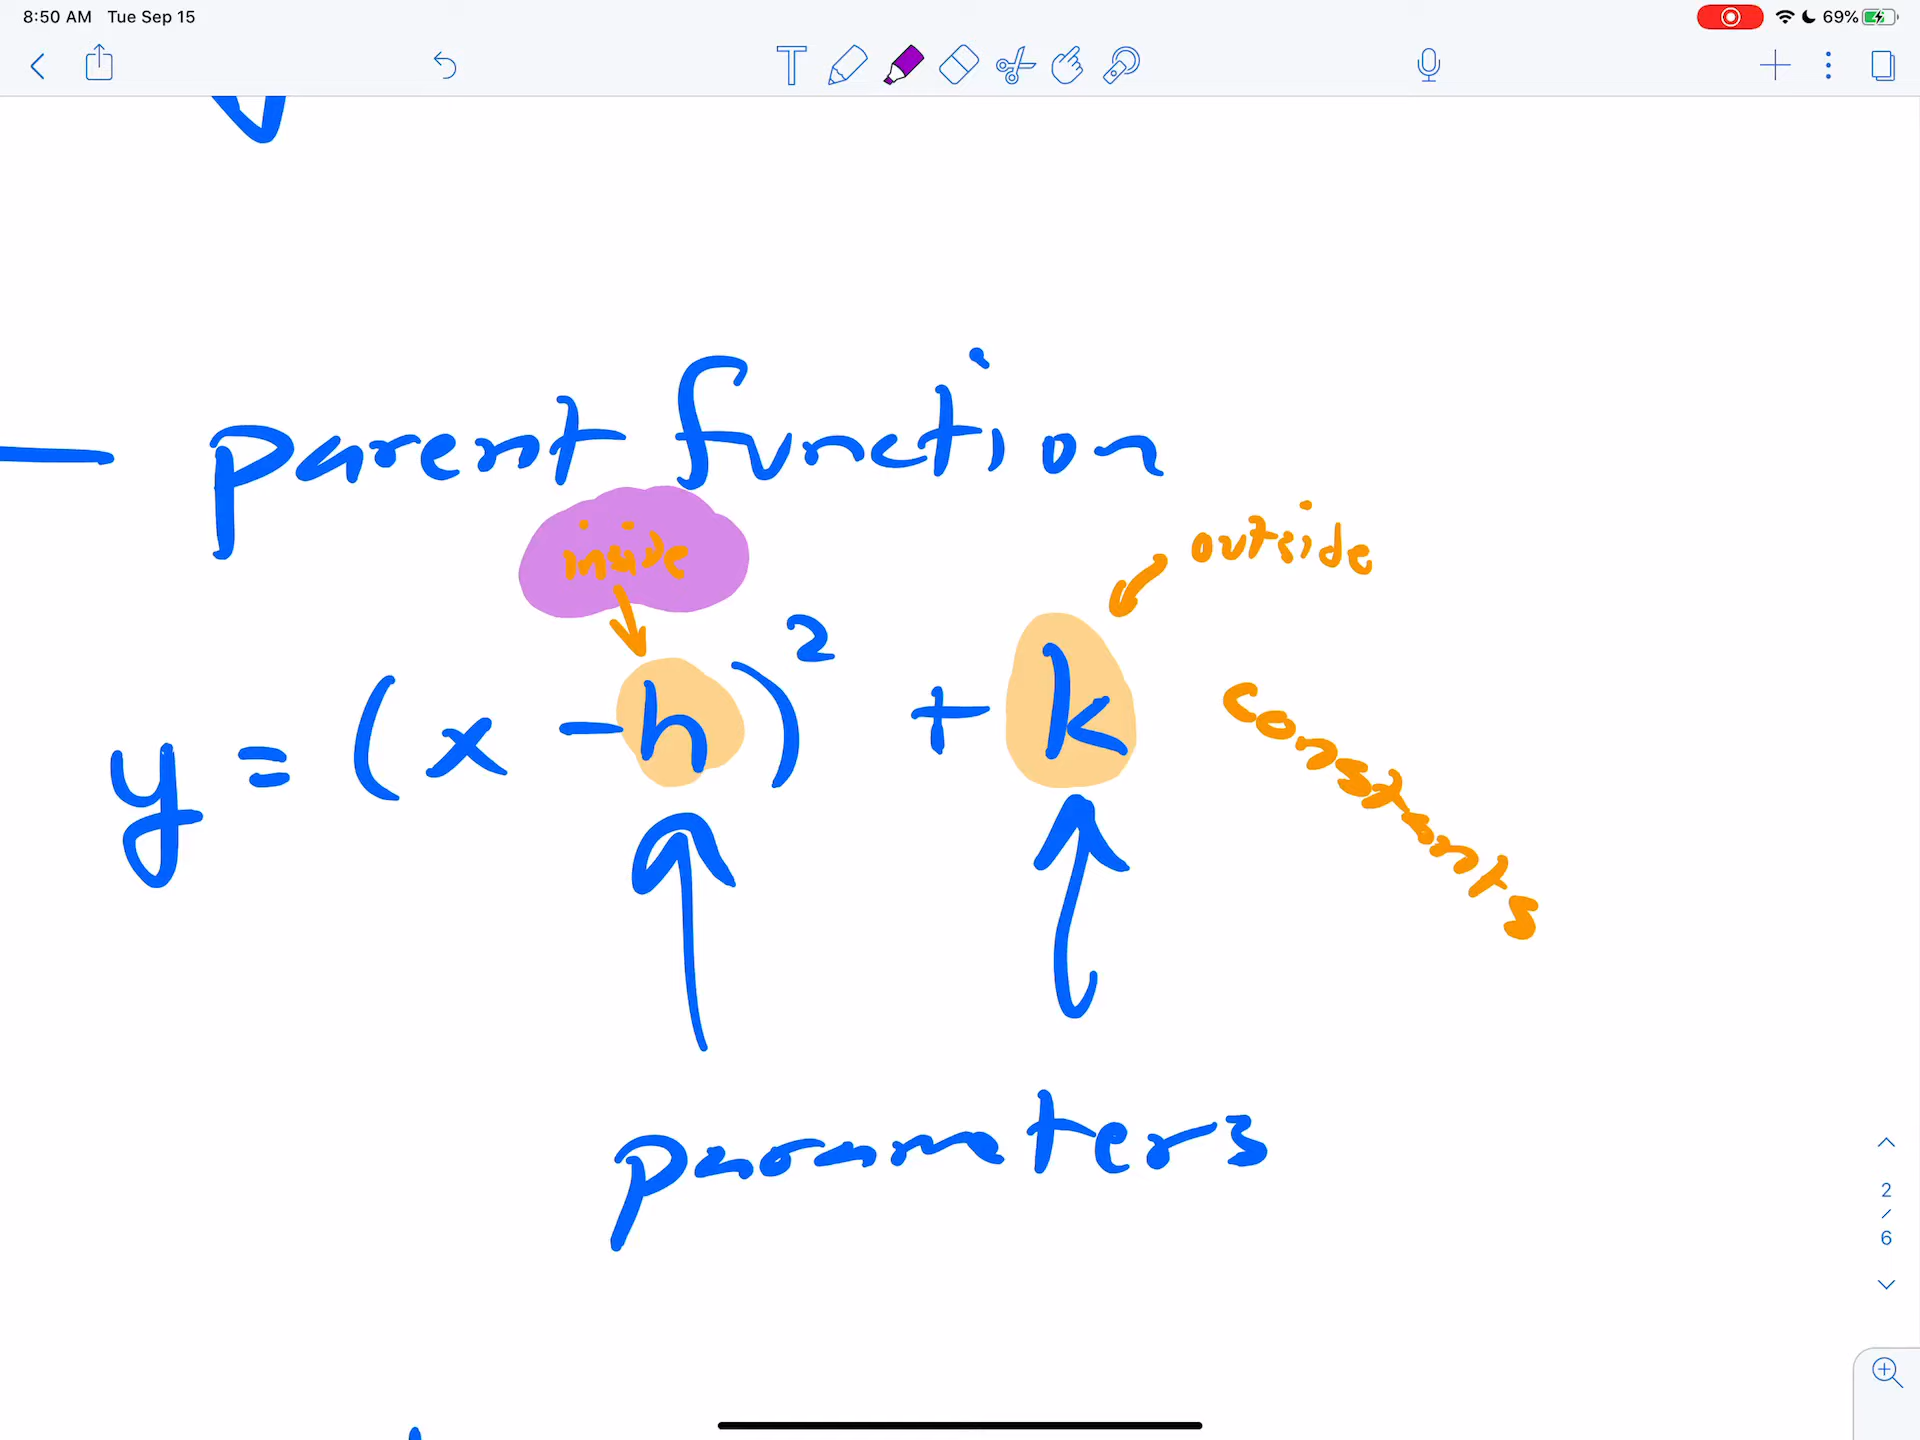 8:50 AM Tue Sep 15
69%
T
parent function
inside
outside
y = (x - h)² + k
constants
parameters
2
/
6